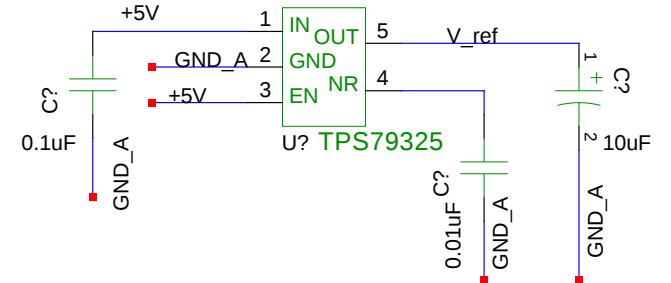 +5V
1
IN
OUT
5
V_ref
GND_A
2
GND
+5V
3
EN
NR
4
C?
0.1uF
GND_A
U?
TPS79325
C?
0.01uF
GND_A
1
+
C?
2
10uF
GND_A